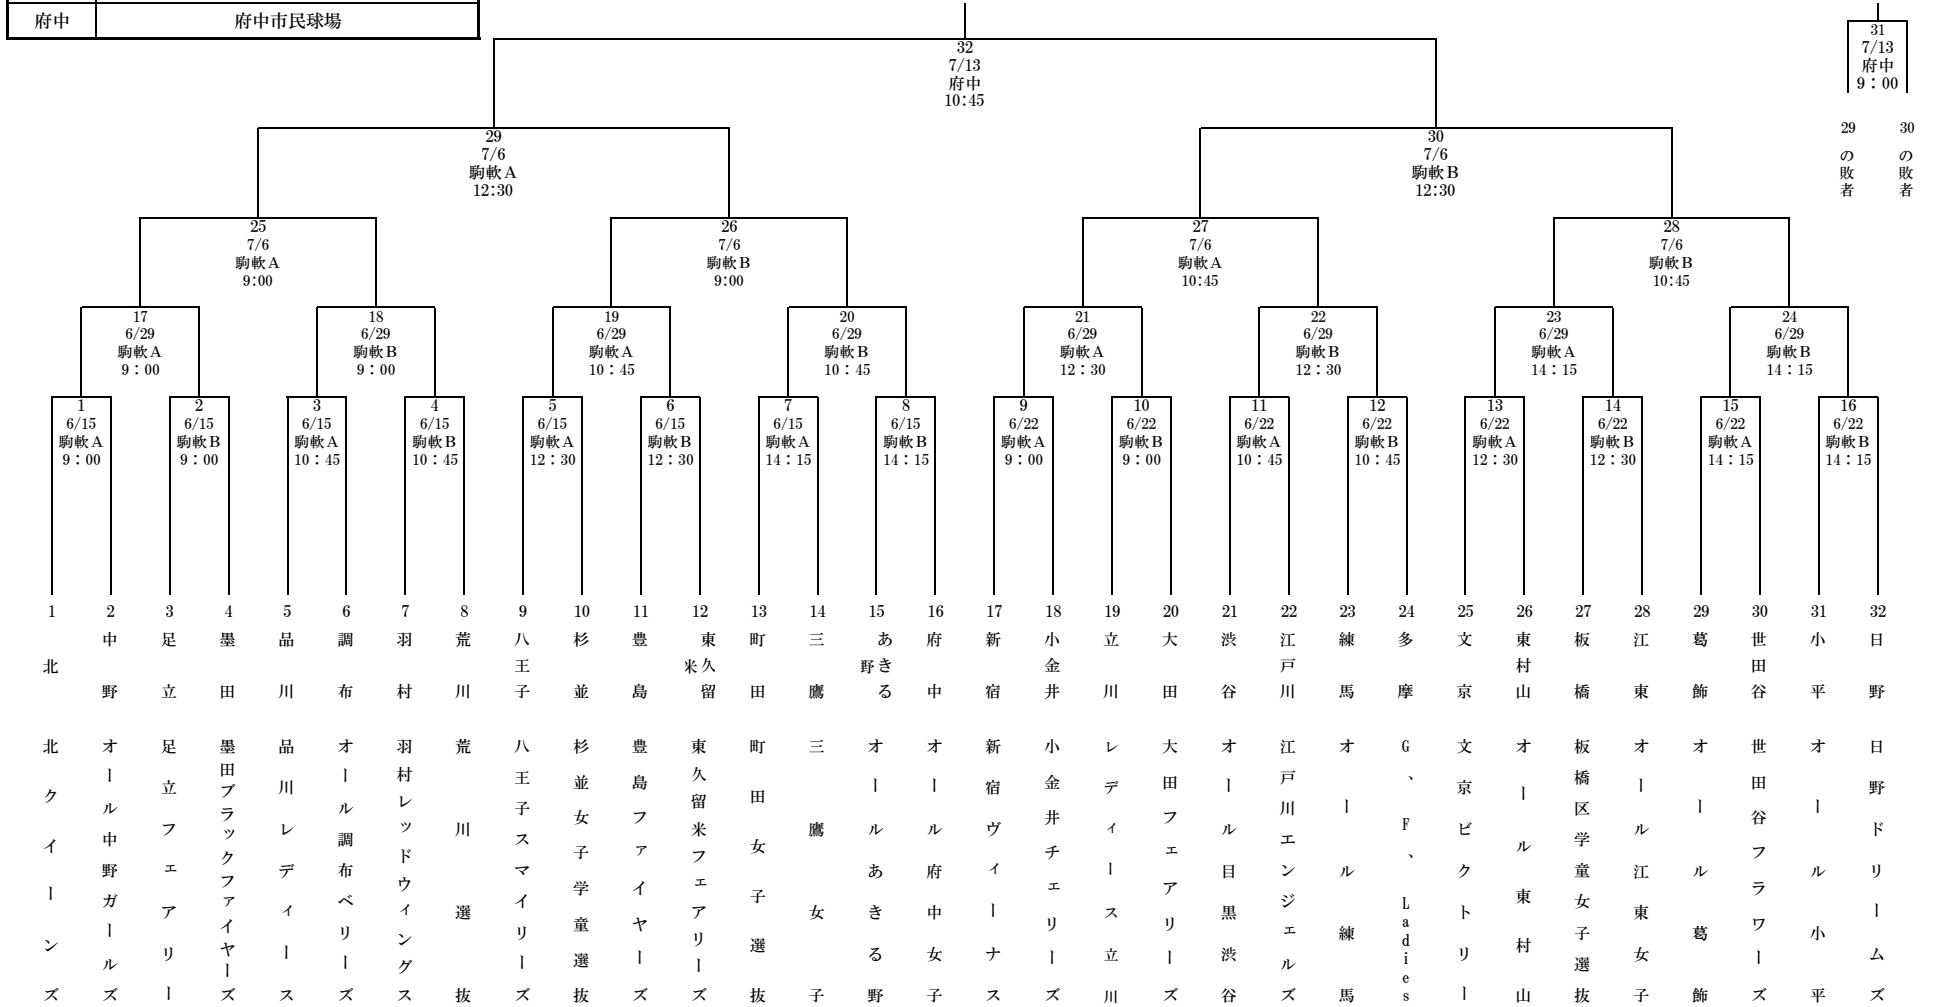 府中 府中市民球場
32
7/13
府中
10:45
31
7/13
府中
9：00
29の敗者
30の敗者
29
7/6
駒軟A
12:30
30
7/6
駒軟B
12:30
25
7/6
駒軟A
9:00
26
7/6
駒軟B
9:00
27
7/6
駒軟A
10:45
28
7/6
駒軟B
10:45
17
6/29
駒軟A
9：00
18
6/29
駒軟B
9：00
19
6/29
駒軟A
10：45
20
6/29
駒軟B
10：45
21
6/29
駒軟A
12：30
22
6/29
駒軟B
12：30
23
6/29
駒軟A
14：15
24
6/29
駒軟B
14：15
1
6/15
駒軟A
9：00
2
6/15
駒軟B
9：00
3
6/15
駒軟A
10：45
4
6/15
駒軟B
10：45
5
6/15
駒軟A
12：30
6
6/15
駒軟B
12：30
7
6/15
駒軟A
14：15
8
6/15
駒軟B
14：15
9
6/22
駒軟A
9：00
10
6/22
駒軟B
9：00
11
6/22
駒軟A
10：45
12
6/22
駒軟B
10：45
13
6/22
駒軟A
12：30
14
6/22
駒軟B
12：30
15
6/22
駒軟A
14：15
16
6/22
駒軟B
14：15
1
北
北クイーンズ
2
中野
オール中野ガールズ
3
足立
足立フェアリー
4
墨田
墨田ブラックファイヤーズ
5
品川
品川レディース
6
調布
オール調布ベリーズ
7
羽村
羽村レッドウィングス
8
荒川
荒川選抜
9
八王子
八王子スマイリーズ
10
杉並
杉並女子学童選抜
11
豊島
豊島ファイヤーズ
12
東久留米
東久留米フェアリーズ
13
町田
町田女子選抜
14
三鷹
三鷹女子
15
あきる野
オールあきる野
16
府中
オール府中女子
17
新宿
新宿ヴィーナス
18
小金井
小金井チェリーズ
19
立川
レディース立川
20
大田
大田フェアリーズ
21
渋谷
オール目黒渋谷
22
江戸川
江戸川エンジェルズ
23
練馬
オール練馬
24
多摩
G、F、Ladies
25
文京
文京ビクトリー
26
東村山
オール東村山
27
板橋
板橋区学童女子選抜
28
江東
オール江東女子
29
葛飾
オール葛飾
30
世田谷
世田谷フラワーズ
31
小平
オール小平
32
日野
日野ドリームズ